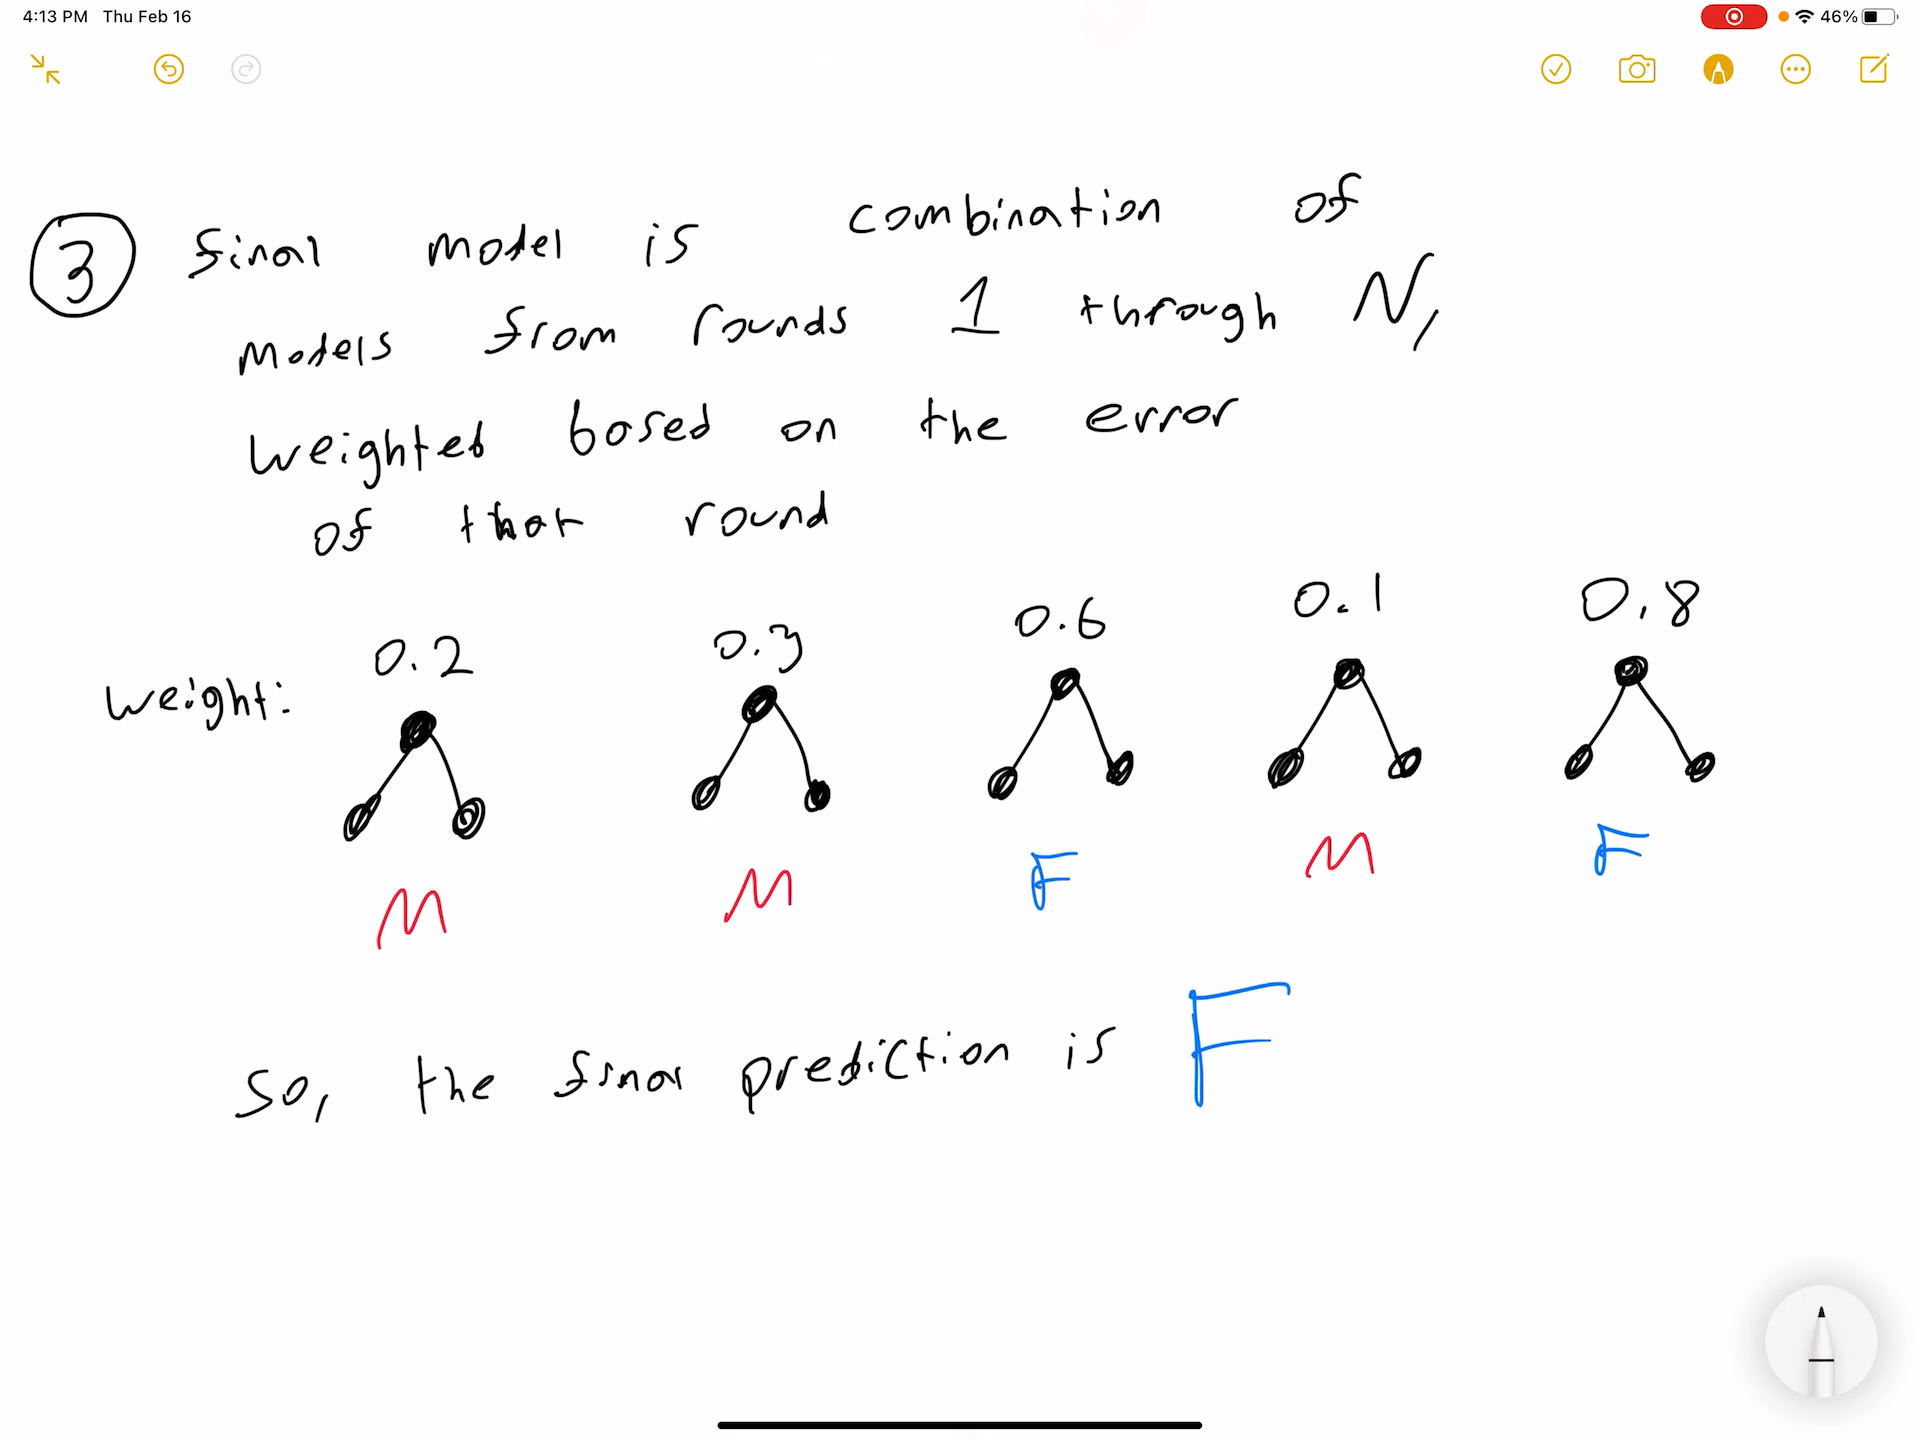 4:13 PM Thu Feb 16 46%
3 final model is combination of
models from rounds 1 through N,
weighted based on the error
of that round
weight: 0.2 0.3 0.6 0.1 0.8
M M F M F
So, the final prediction is F